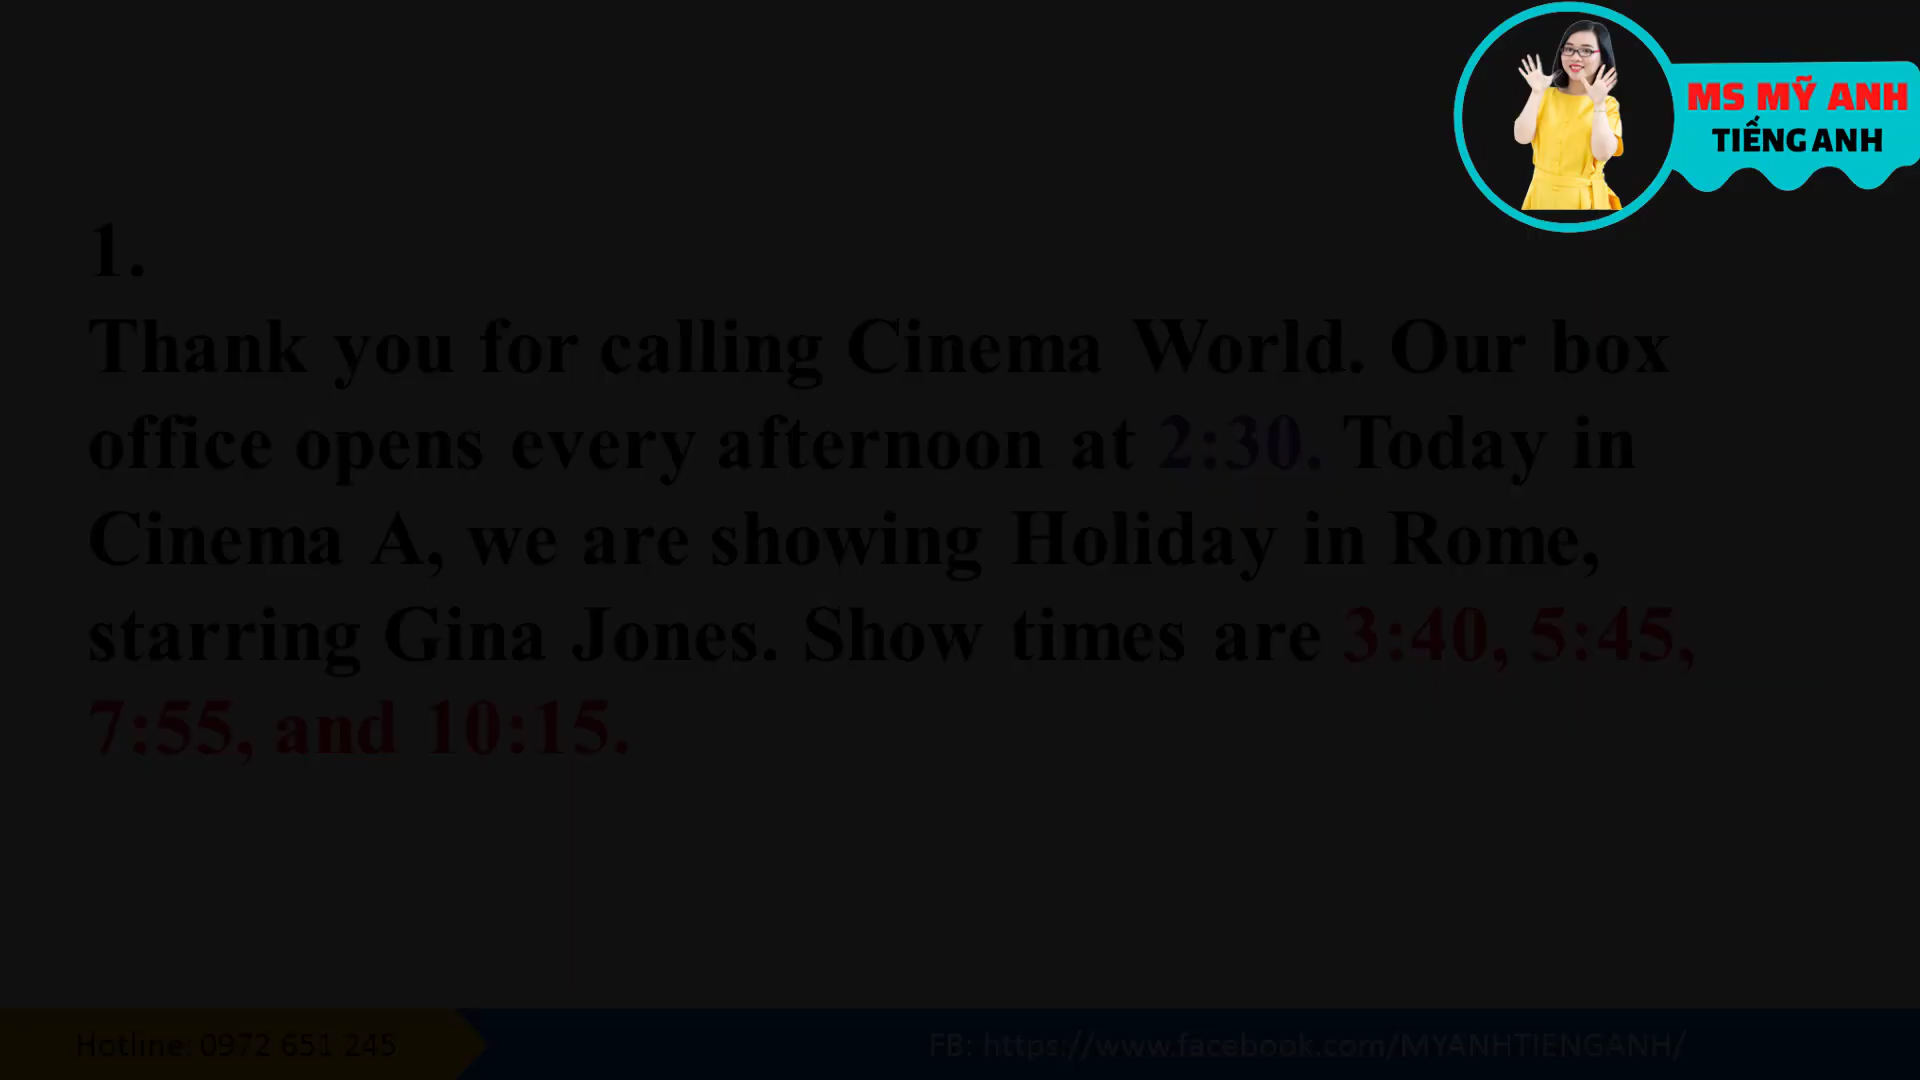 MS MỸ ANH
TIẾNG ANH
1.
Thank you for calling Cinema World. Our box
office opens every afternoon at 2:30. Today in
Cinema A, we are showing Holiday in Rome,
starring Gina Jones. Show times are 3:40, 5:45,
7:55, and 10:15.
Hotline: 0972 651 245
FB: https://www.facebook.com/MYANHTIENGANH/